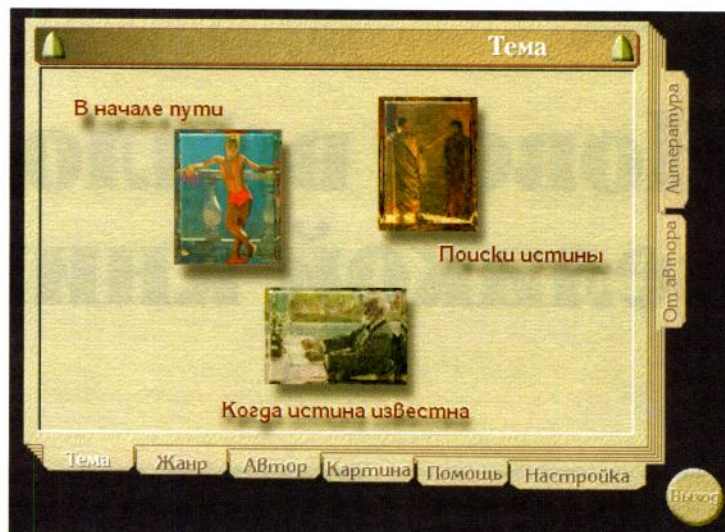 Тема
В начале пути
Поиски истины
Когда истина известна
Литература
От автора
Тема
Жанр
Автор
Картина
Помощь
Настройка
Выход